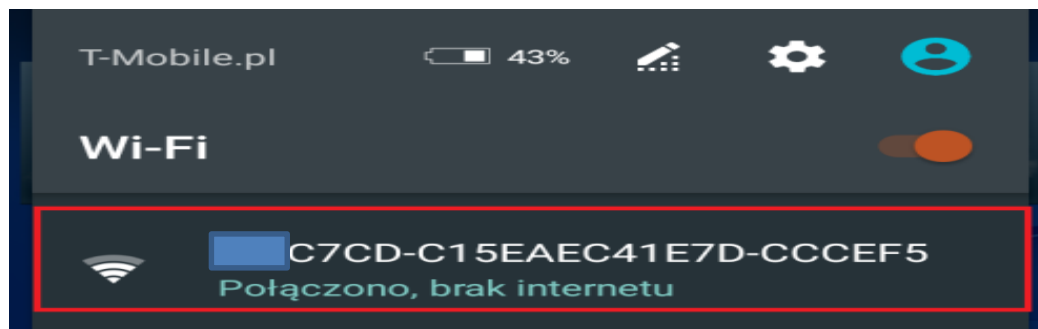 T-Mobile.pl 43%
Wi-Fi
C7CD-C15EAEC41E7D-CCCEF5
Połączono, brak internetu